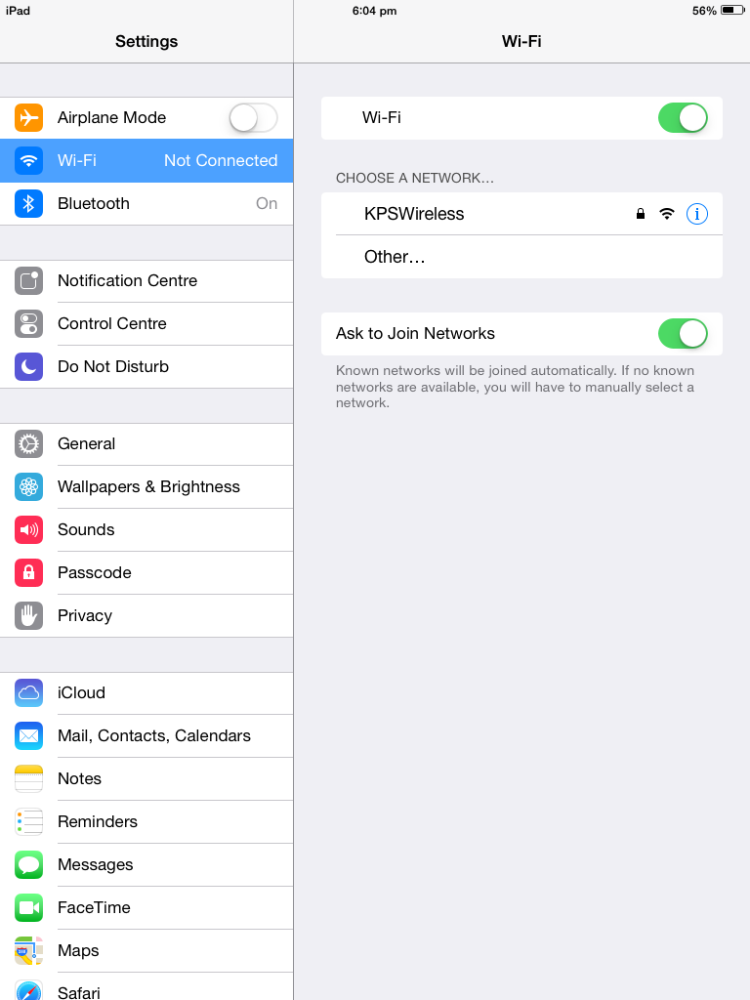 iPad 6:04 pm 56%
Settings
Wi-Fi
Airplane Mode
Wi-Fi Not Connected
Bluetooth On
Notification Centre
Control Centre
Do Not Disturb
General
Wallpapers & Brightness
Sounds
Passcode
Privacy
iCloud
Mail, Contacts, Calendars
Notes
Reminders
Messages
FaceTime
Maps
Safari
Wi-Fi
CHOOSE A NETWORK…
KPSWireless
Other…
Ask to Join Networks
Known networks will be joined automatically. If no known
networks are available, you will have to manually select a
network.